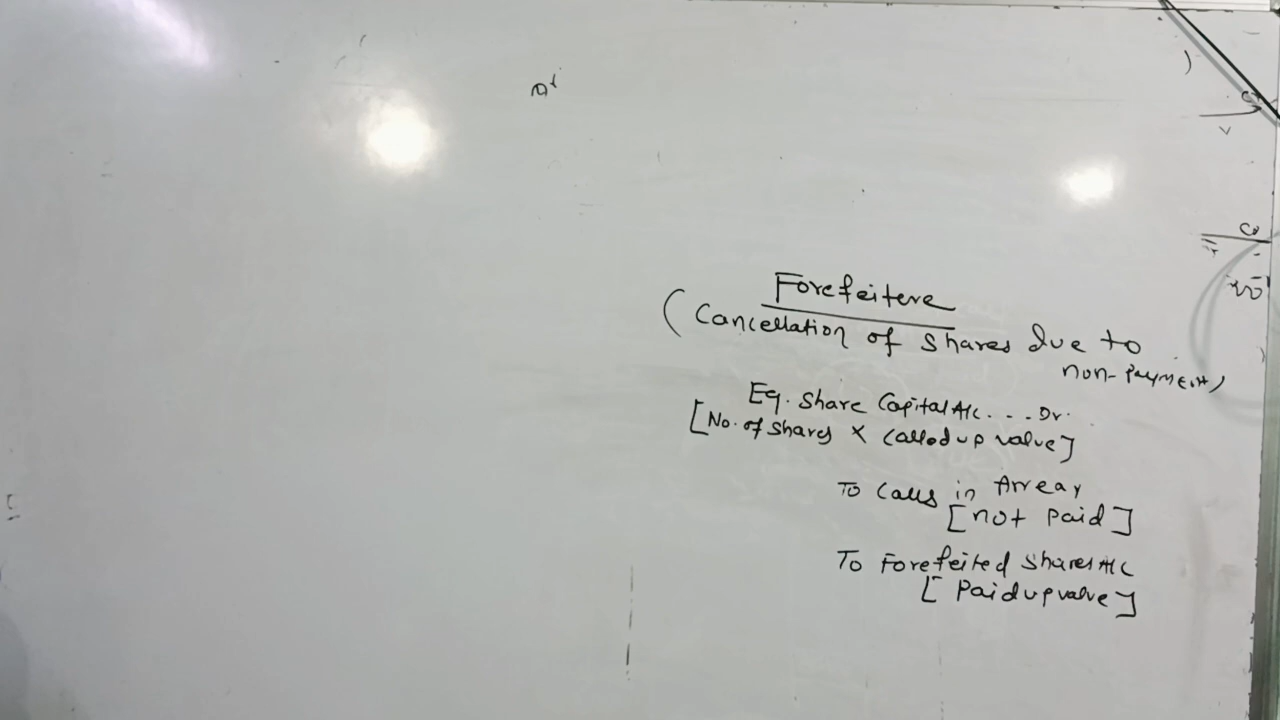 Forefeitere
(Cancellation of shares due to
non-payment)
Eq. Share Capital A/c. . . . Dr.
[No. of shares × called up value]
To Calls in Arrear
[not paid]
To Forefeited Shares A/c
[Paid up value]